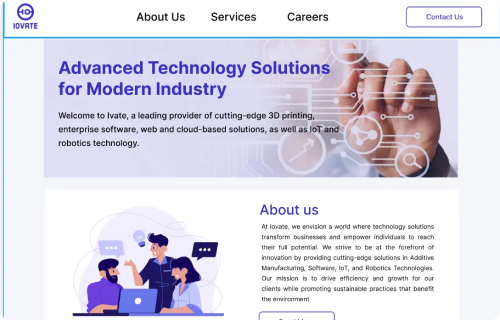 IOVATE
About Us
Services
Careers
Contact Us
Advanced Technology Solutions
for Modern Industry
Welcome to Ivate, a leading provider of cutting-edge 3D printing,
enterprise software, web and cloud-based solutions, as well as IoT and
robotics technology.
About us
At Iovate, we envision a world where technology solutions
transform businesses and empower individuals to reach
their full potential. We strive to be at the forefront of
innovation by providing cutting-edge solutions in Additive
Manufacturing, Software, IoT, and Robotics Technologies.
Our mission is to drive efficiency and growth for our
clients while promoting sustainable practices that benefit
the environment